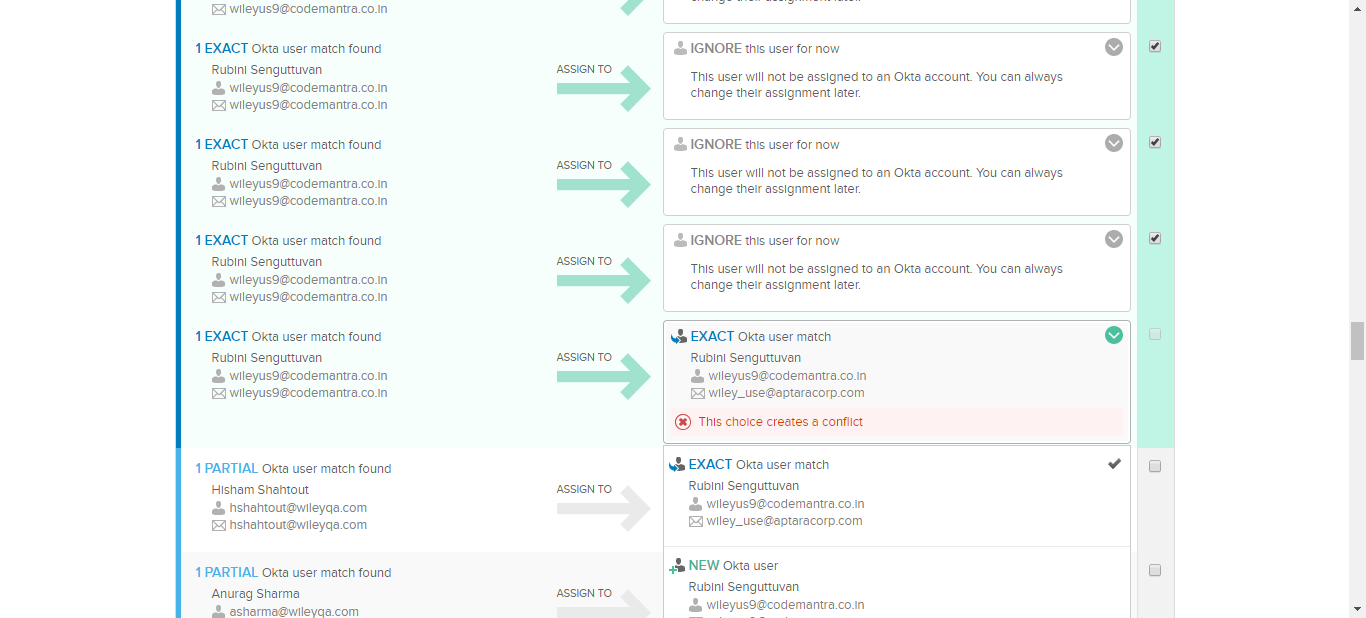 wileyus9@codemantra.co.in
change their assignment later.
1 EXACT Okta user match found
Rubini Senguttuvan
wileyus9@codemantra.co.in
wileyus9@codemantra.co.in
ASSIGN TO
IGNORE this user for now
This user will not be assigned to an Okta account. You can always
change their assignment later.
1 EXACT Okta user match found
Rubini Senguttuvan
wileyus9@codemantra.co.in
wileyus9@codemantra.co.in
ASSIGN TO
IGNORE this user for now
This user will not be assigned to an Okta account. You can always
change their assignment later.
1 EXACT Okta user match found
Rubini Senguttuvan
wileyus9@codemantra.co.in
wileyus9@codemantra.co.in
ASSIGN TO
IGNORE this user for now
This user will not be assigned to an Okta account. You can always
change their assignment later.
1 EXACT Okta user match found
Rubini Senguttuvan
wileyus9@codemantra.co.in
wileyus9@codemantra.co.in
ASSIGN TO
EXACT Okta user match
Rubini Senguttuvan
wileyus9@codemantra.co.in
wiley_use@aptaracorp.com
This choice creates a conflict
1 PARTIAL Okta user match found
Hisham Shahtout
hshahtout@wileyqa.com
hshahtout@wileyqa.com
ASSIGN TO
EXACT Okta user match
Rubini Senguttuvan
wileyus9@codemantra.co.in
wiley_use@aptaracorp.com
1 PARTIAL Okta user match found
Anurag Sharma
asharma@wileyqa.com
ASSIGN TO
NEW Okta user
Rubini Senguttuvan
wileyus9@codemantra.co.in